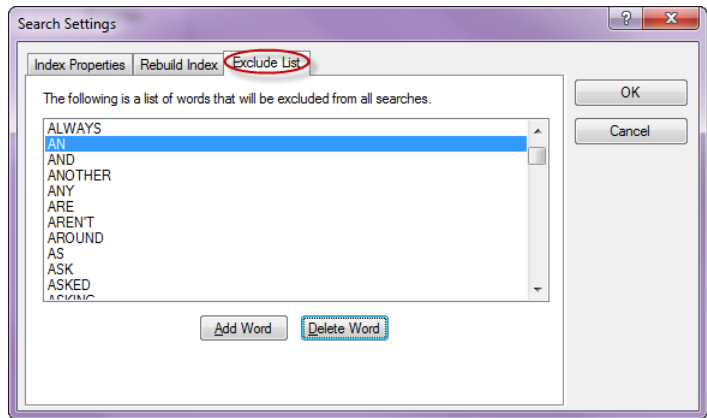 Search Settings
Index Properties Rebuild Index Exclude List
The following is a list of words that will be excluded from all searches.
ALWAYS
AN
AND
ANOTHER
ANY
ARE
AREN'T
AROUND
AS
ASK
ASKED
ASKING
Add Word Delete Word
OK
Cancel